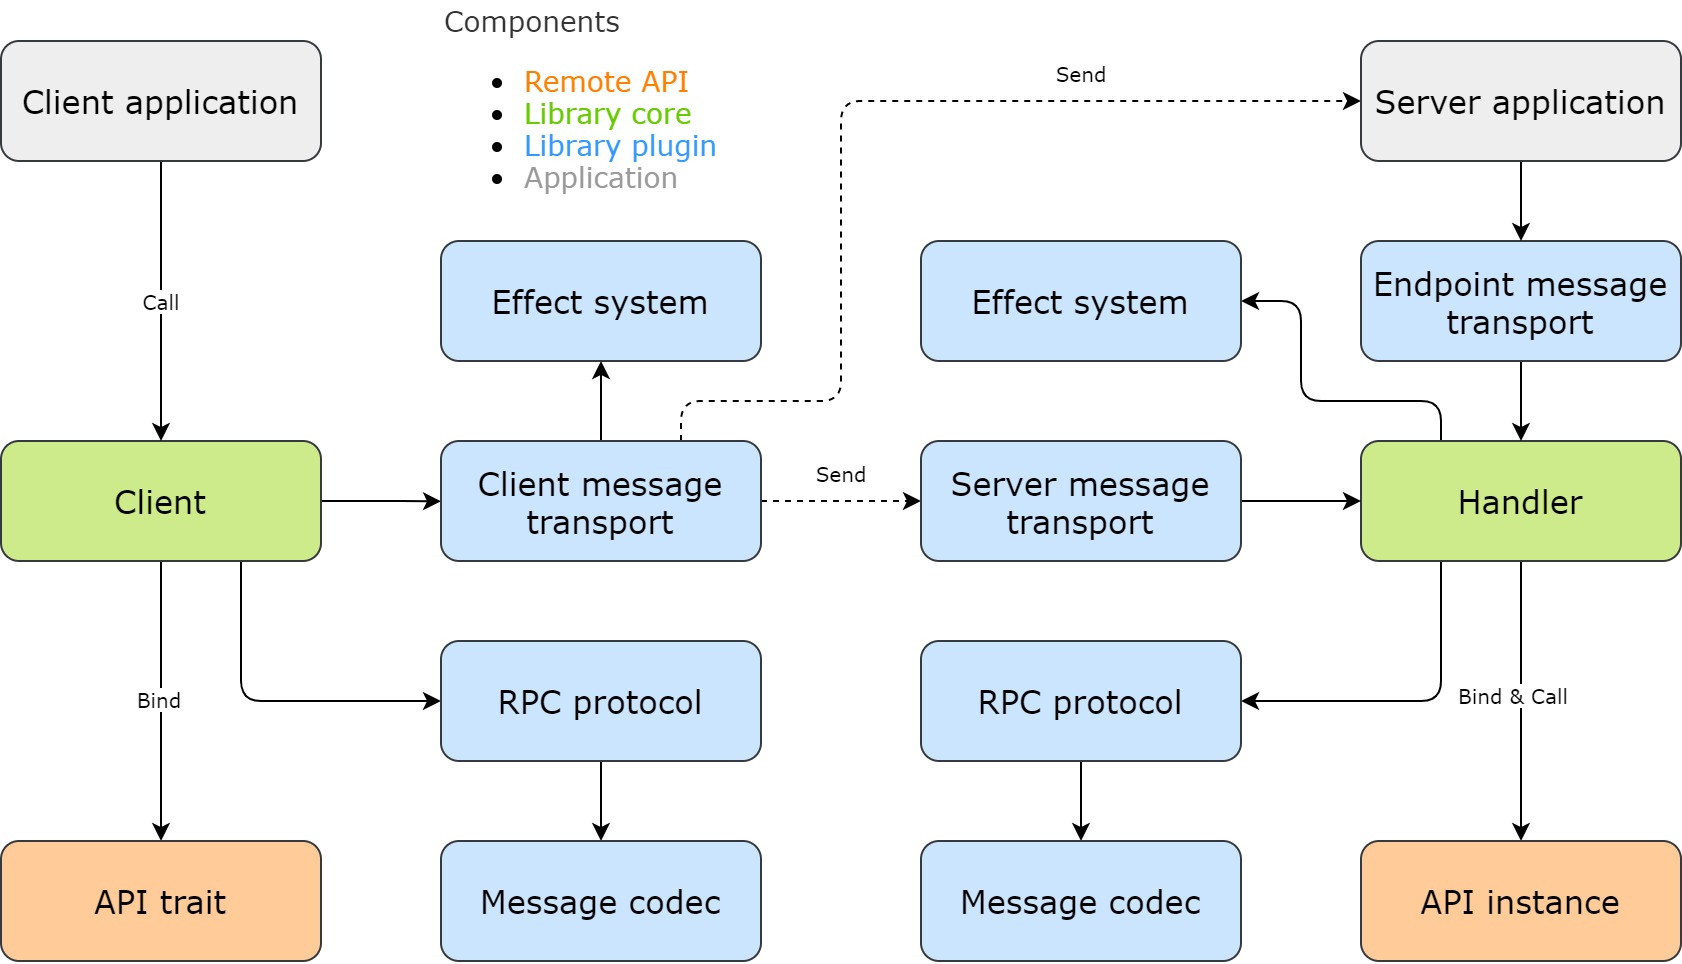 Components
Remote API
Library core
Library plugin
Application
Send
Client application
Server application
Call
Effect system
Effect system
Endpoint message
transport
Client
Client message
transport
Send
Server message
transport
Handler
Bind
RPC protocol
RPC protocol
Bind & Call
API trait
Message codec
Message codec
API instance